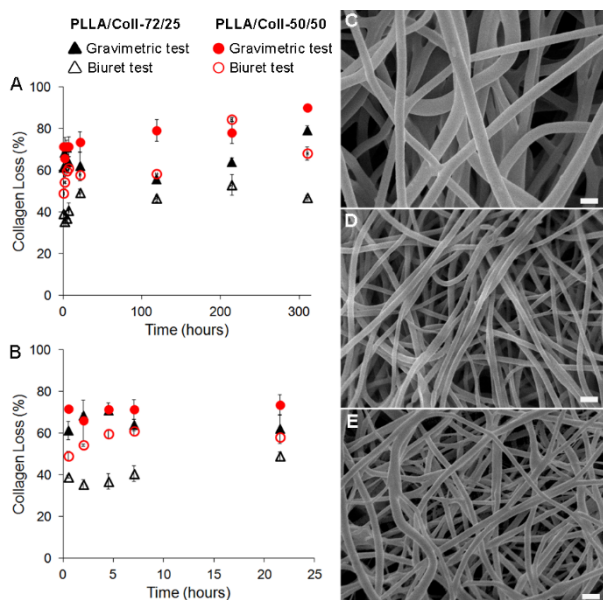 PLLA/Coll-72/25 PLLA/Coll-50/50
Gravimetric test Gravimetric test
Biuret test Biuret test
A
Collagen Loss (%)
100
80
60
40
20
0
0 100 200 300
Time (hours)
B
Collagen Loss (%)
100
80
60
40
20
0
0 5 10 15 20 25
Time (hours)
C
D
E